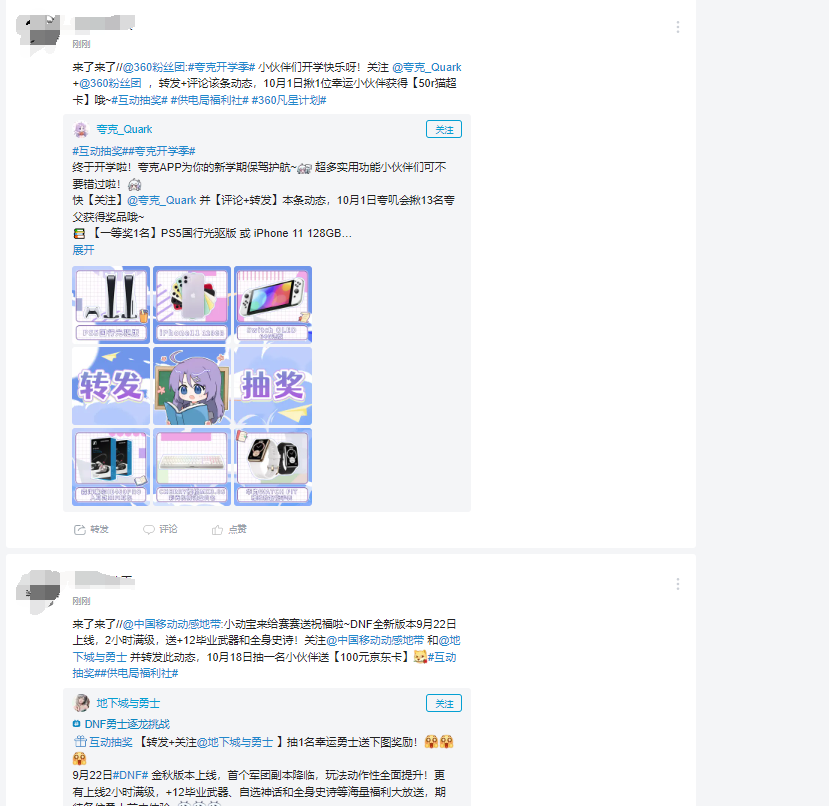 刚刚
来了来了//@360粉丝团:#夸克开学季# 小伙伴们开学快乐呀！关注 @夸克_Quark
+@360粉丝团 ，转发+评论该条动态，10月1日揪1位幸运小伙伴获得【50r猫超
卡】哦~#互动抽奖# #供电局福利社# #360凡星计划#
夸克_Quark
关注
#互动抽奖##夸克开学季#
终于开学啦！夸克APP为你的新学期保驾护航~ 超多实用功能小伙伴们可不
要错过啦！
快【关注】@夸克_Quark 并【评论+转发】本条动态，10月1日夸叽会揪13名夸
父获得奖品哦~
【一等奖1名】PS5国行光驱版 或 iPhone 11 128GB...
展开
PS5国行光驱版 iPhone11 128GB Switch OLED
转发 抽奖
转发 评论 点赞
刚刚
来了来了//@中国移动动感地带:小动宝来给赛赛送祝福啦~DNF全新版本9月22日
上线，2小时满级，送+12毕业武器和全身史诗！关注@中国移动动感地带 和@地
下城与勇士 并转发此动态，10月18日抽一名小伙伴送【100元京东卡】#互动
抽奖##供电局福利社#
地下城与勇士
关注
DNF勇士逐龙挑战
互动抽奖 【转发+关注@地下城与勇士 】抽1名幸运勇士送下图奖励！
9月22日#DNF# 金秋版本上线，首个军团副本降临，玩法动作性全面提升！更
有上线2小时满级，+12毕业武器、自选神话和全身史诗等海量福利大放送，期